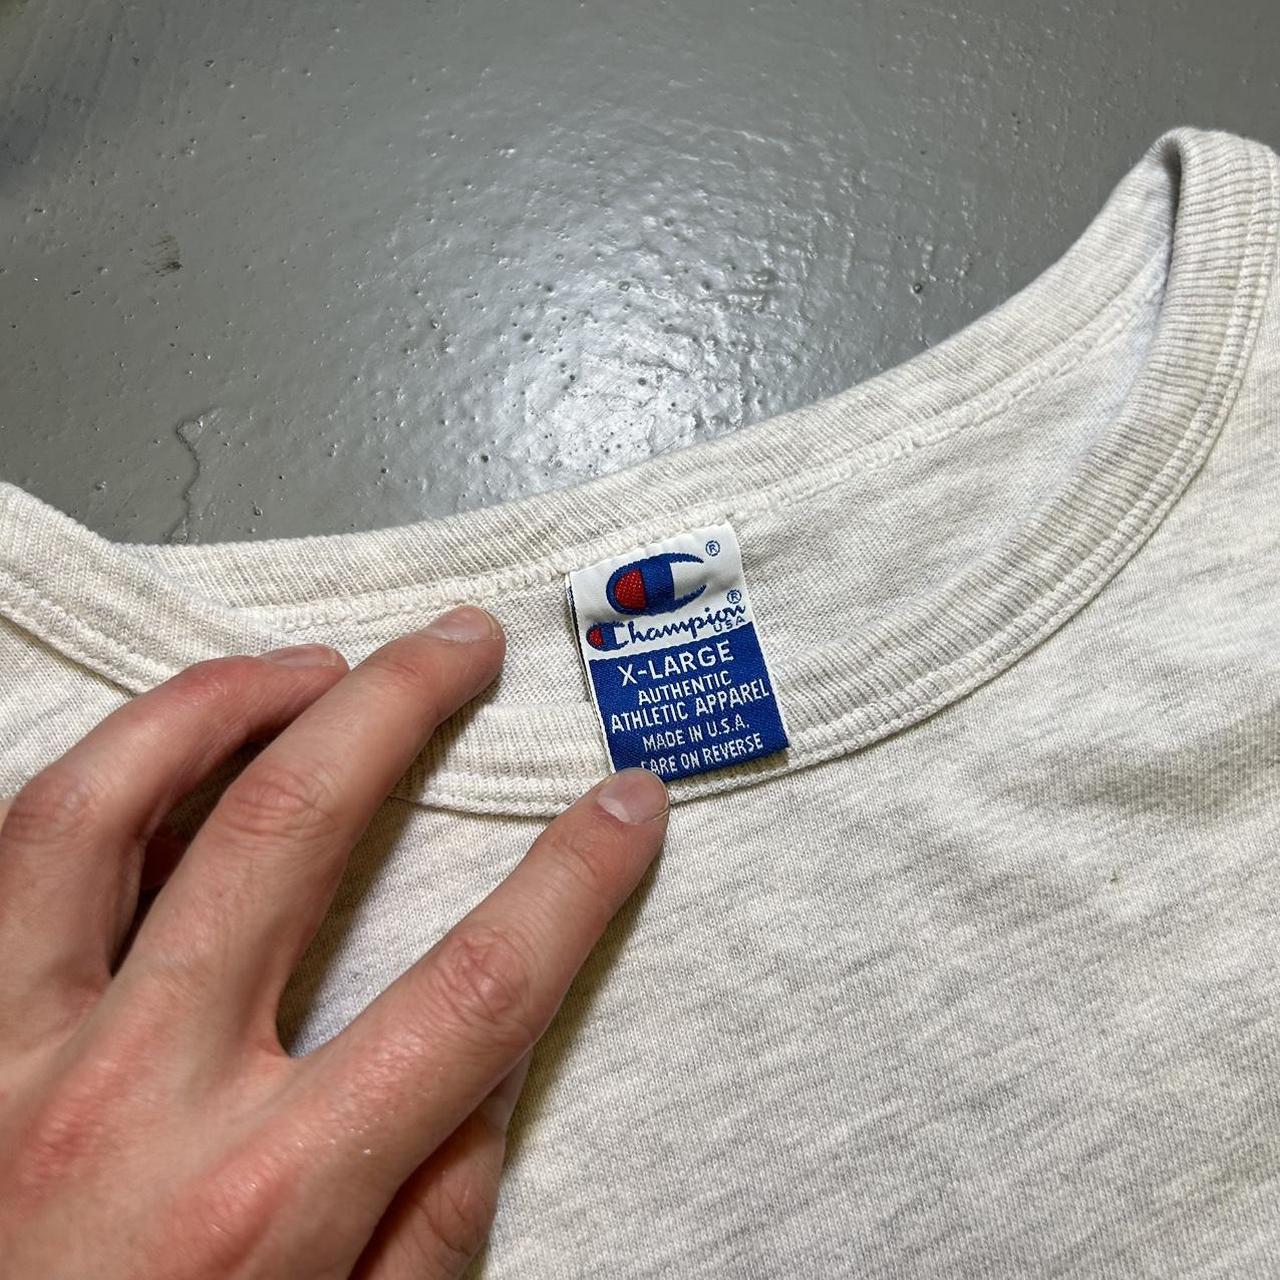 ®
Champion®
USA
X-LARGE
AUTHENTIC
ATHLETIC APPAREL
MADE IN U.S.A.
CARE ON REVERSE